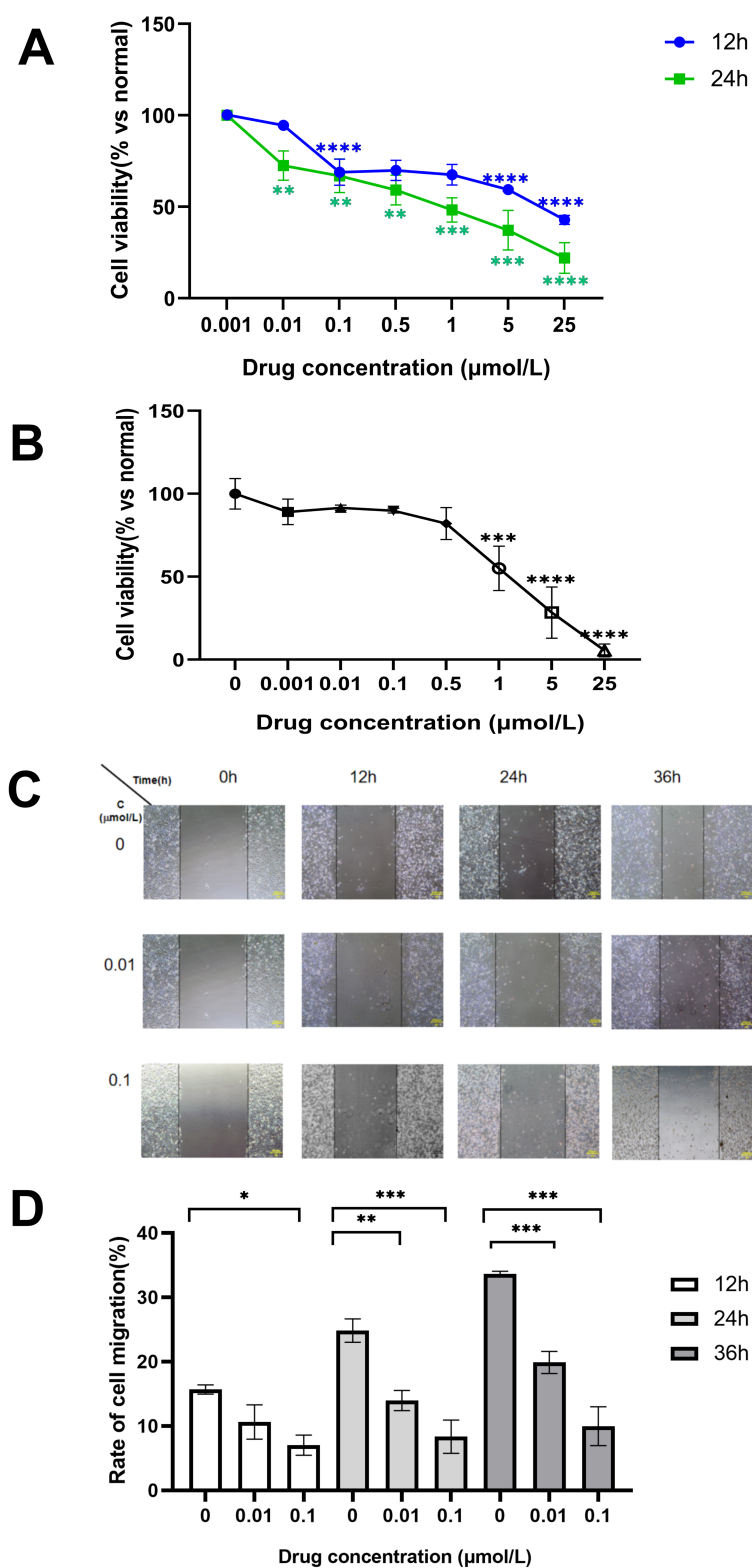 A
Cell viability(% vs normal)
150
100
50
0
12h
24h
****
****
****
**
**
**
***
***
****
0.001 0.01 0.1 0.5 1 5 25
Drug concentration (μmol/L)
B
Cell viability(% vs normal)
150
100
50
0
***
****
****
0 0.001 0.01 0.1 0.5 1 5 25
Drug concentration (μmol/L)
C
Time(h) 0h 12h 24h 36h
C
(μmol/L)
0
0.01
0.1
D
Rate of cell migration(%)
40
30
20
10
0
*
***
**
***
***
12h
24h
36h
0 0.01 0.1 0 0.01 0.1 0 0.01 0.1
Drug concentration (μmol/L)